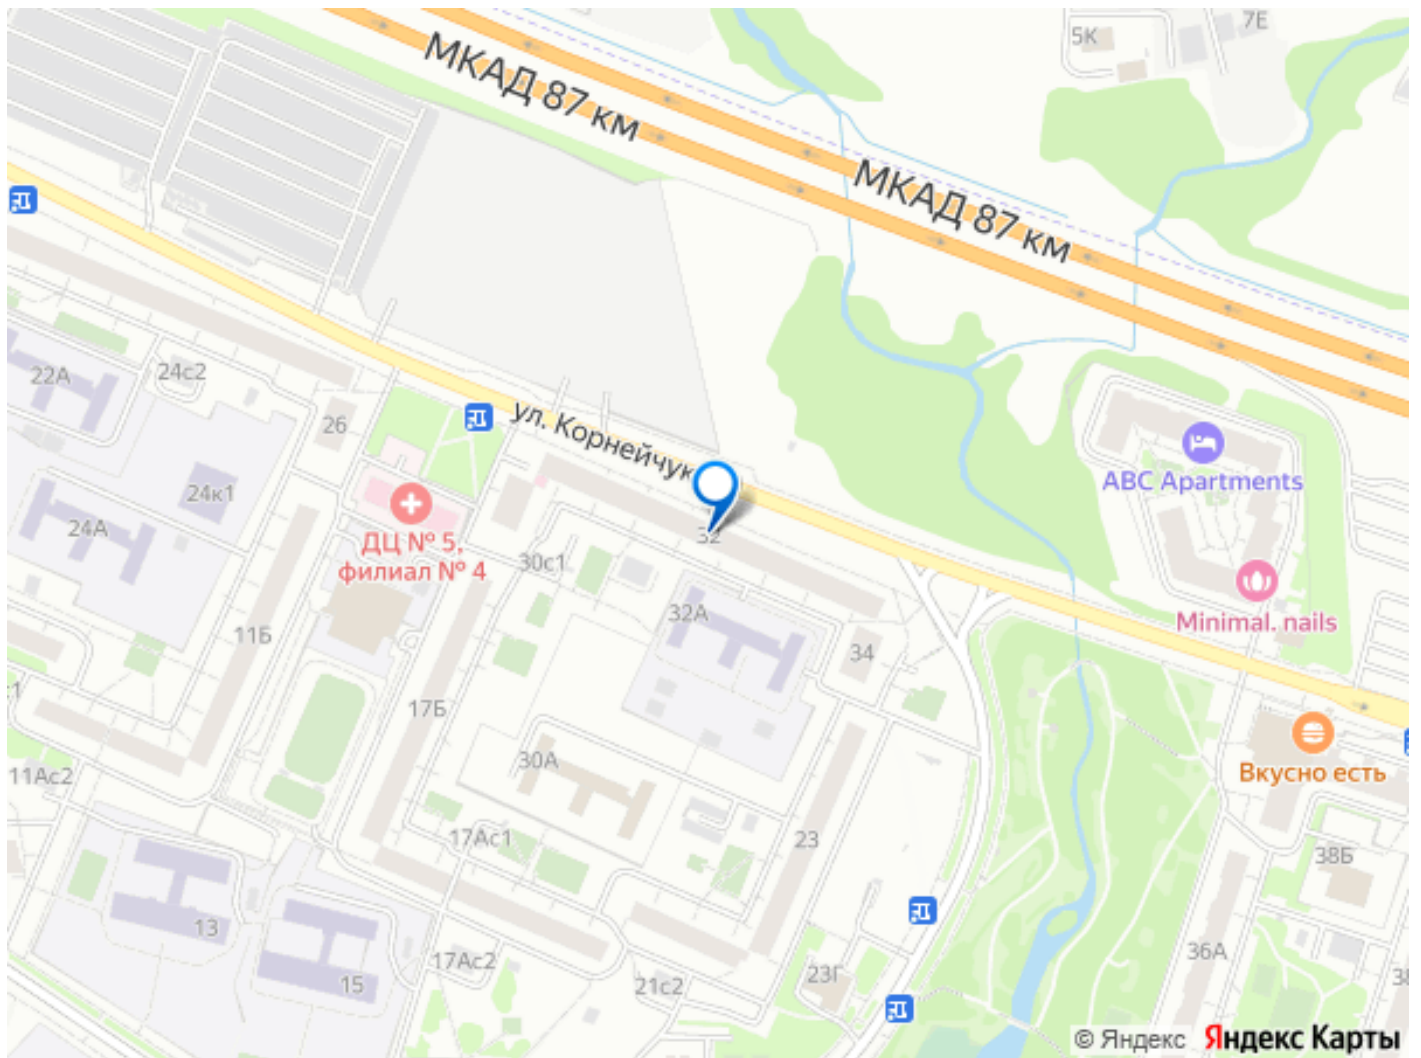 7Е
5К
МКАД 87 км
МКАД 87 км
22А
24с2
26
ул. Корнейчук
ABC Apartments
24к1
24А
ДЦ № 5,
филиал № 4
32
30с1
Minimal. nails
32А
11Б
34
17Б
30А
Вкусно есть
11Ас2
17Ас1
23
38Б
13
17Ас2
36А
15
21с2
23Г
© Яндекс Яндекс Карты